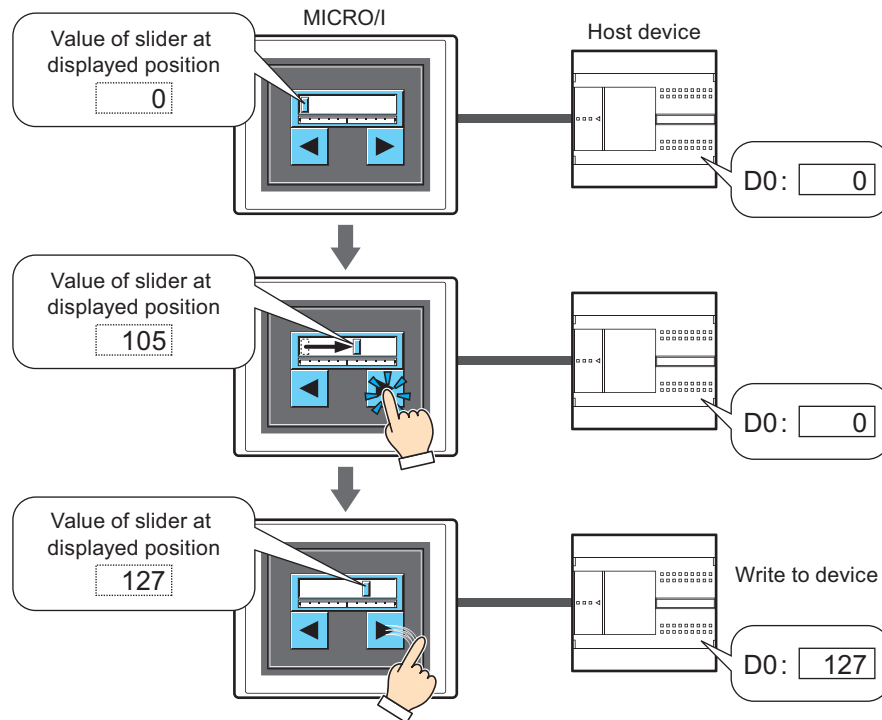 MICRO/I
Host device
Value of slider at
displayed position
0
D0: 0
Value of slider at
displayed position
105
D0: 0
Value of slider at
displayed position
127
Write to device
D0: 127